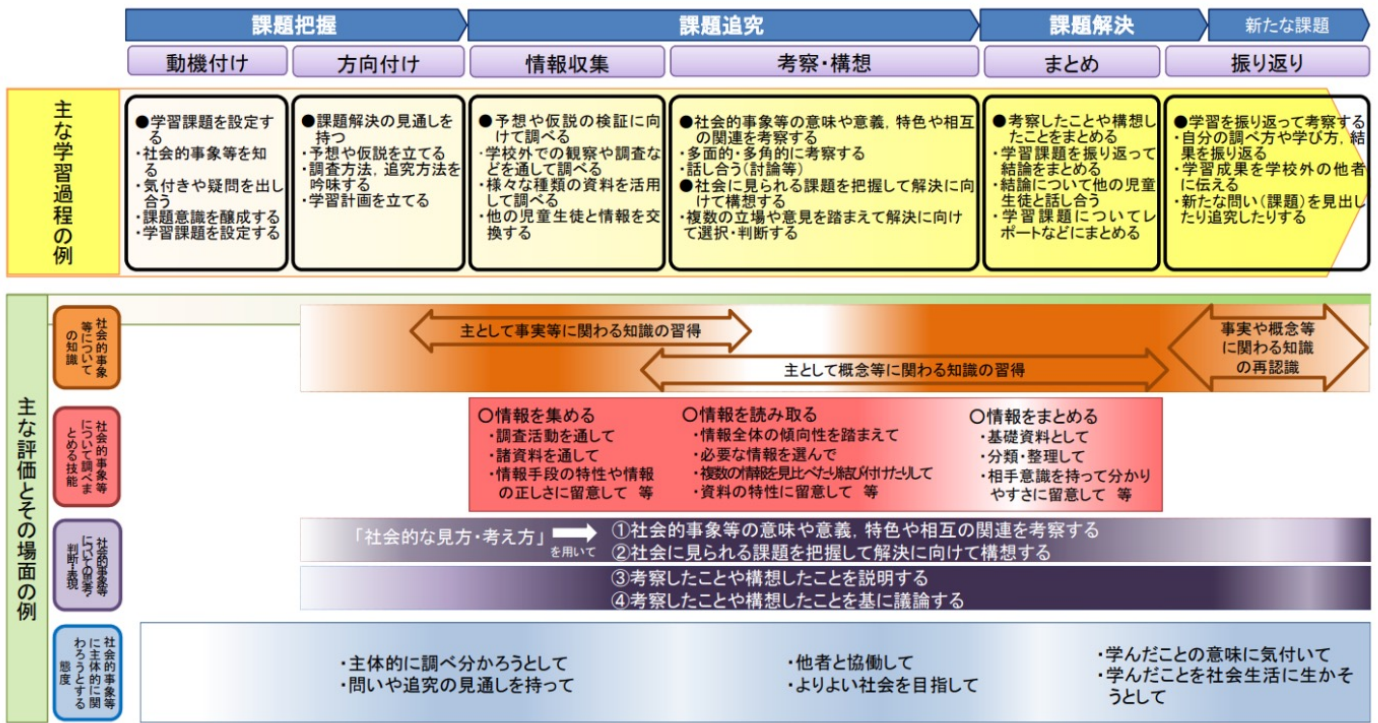 課題把握
課題追究
課題解決
新たな課題
動機付け
方向付け
情報収集
考察・構想
まとめ
振り返り
主な学習過程の例
●学習課題を設定す
る
・社会的事象等を知
る
・気付きや疑問を出し
合う
・課題意識を醸成する
・学習課題を設定する
●課題解決の見通しを
持つ
・予想や仮説を立てる
・調査方法,追究方法を
吟味する
・学習計画を立てる
●予想や仮説の検証に向
けて調べる
・学校外での観察や調査な
どを通して調べる
・様々な種類の資料を活用
して調べる
・他の児童生徒と情報を交
換する
●社会的事象等の意味や意義,特色や相互
の関連を考察する
・多面的・多角的に考察する
・話し合う(討論等)
●社会に見られる課題を把握して解決に向
けて構想する
・複数の立場や意見を踏まえて解決に向け
て選択・判断する
●考察したことや構想し
たことをまとめる
・学習課題を振り返って
結論をまとめる
・結論について他の児童
生徒と話し合う
・学習課題についてレ
ポートなどにまとめる
●学習を振り返って考察する
・自分の調べ方や学び方,結
果を振り返る
・学習成果を学校外の他者
に伝える
・新たな問い(課題)を見出し
たり追究したりする
主な評価とその場面の例
社会的事象
等について
の知識
主として事実等に関わる知識の習得
主として概念等に関わる知識の習得
事実や概念等
に関わる知識
の再認識
社会的事象等
について調べま
とめる技能
〇情報を集める
・調査活動を通して
・諸資料を通して
・情報手段の特性や情報
の正しさに留意して 等
〇情報を読み取る
・情報全体の傾向性を踏まえて
・必要な情報を選んで
・複数の情報を見比べたり結び付けたりして
・資料の特性に留意して 等
〇情報をまとめる
・基礎資料として
・分類・整理して
・相手意識を持って分かり
やすさに留意して 等
社会的事象等
についての思考・
判断・表現
「社会的な見方・考え方」
を用いて
①社会的事象等の意味や意義,特色や相互の関連を考察する
②社会に見られる課題を把握して解決に向けて構想する
③考察したことや構想したことを説明する
④考察したことや構想したことを基に議論する
社会的事象等
に主体的に関
わろうとする
態度
・主体的に調べ分かろうとして
・問いや追究の見通しを持って
・他者と協働して
・よりよい社会を目指して
・学んだことの意味に気付いて
・学んだことを社会生活に生かそ
うとして